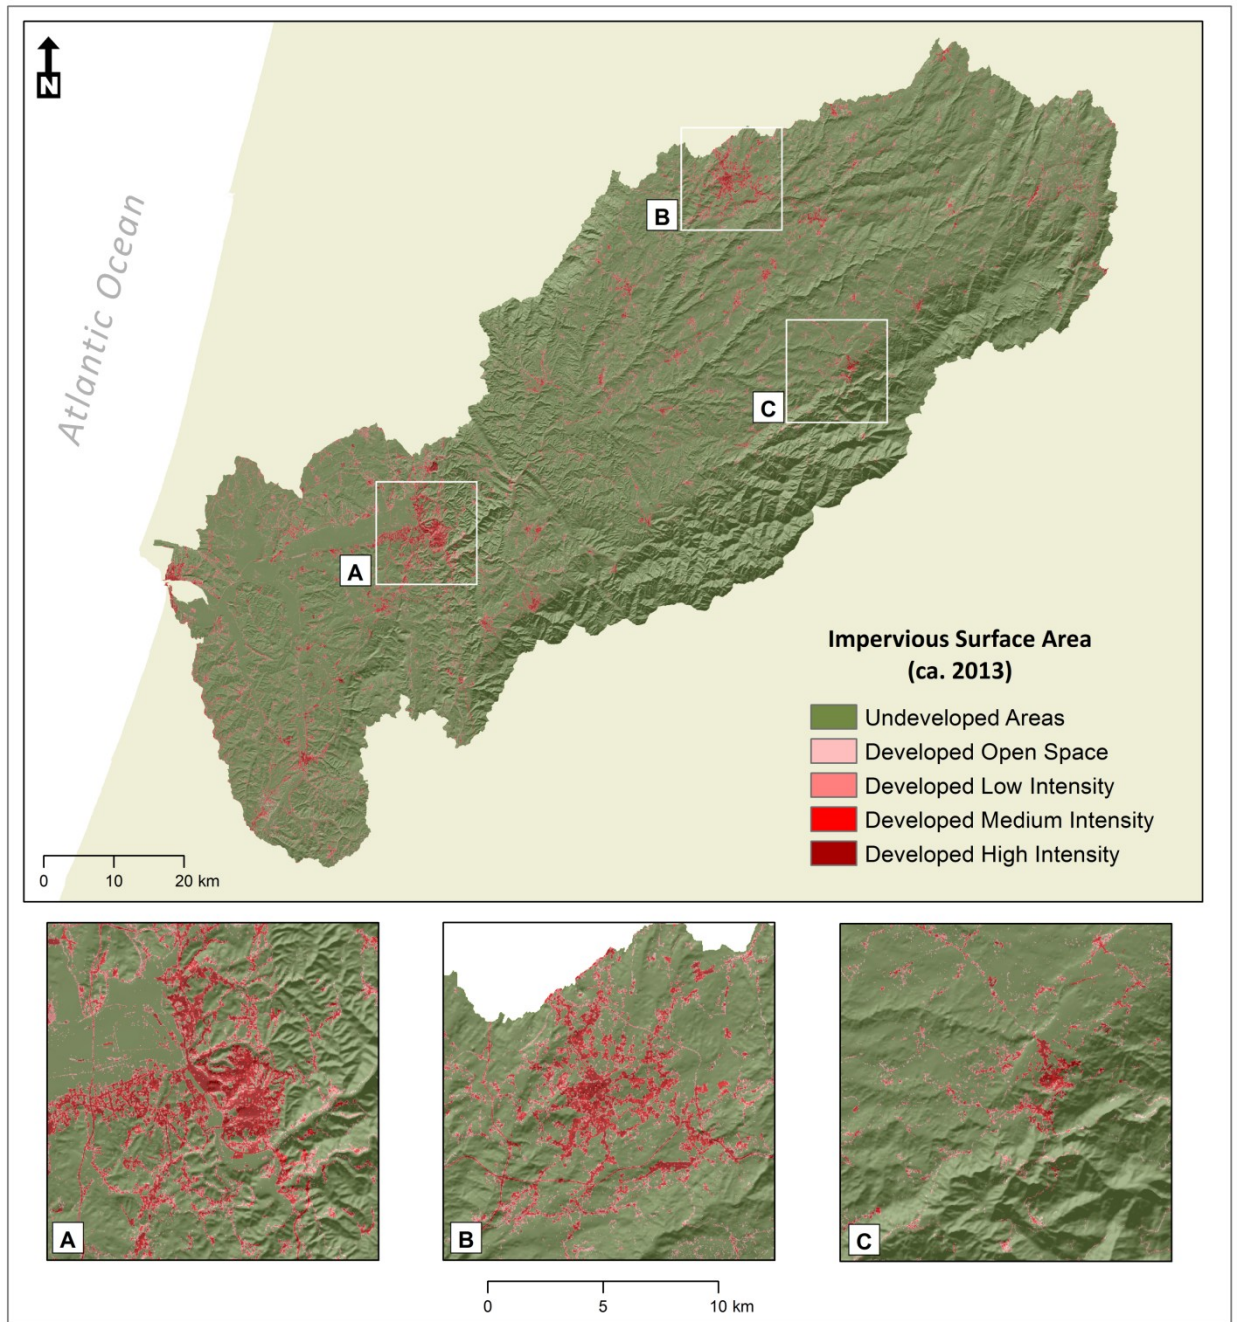 N
Atlantic Ocean
B
C
A
Impervious Surface Area
(ca. 2013)
Undeveloped Areas
Developed Open Space
Developed Low Intensity
Developed Medium Intensity
Developed High Intensity
0 10 20 km
A
B
C
0 5 10 km